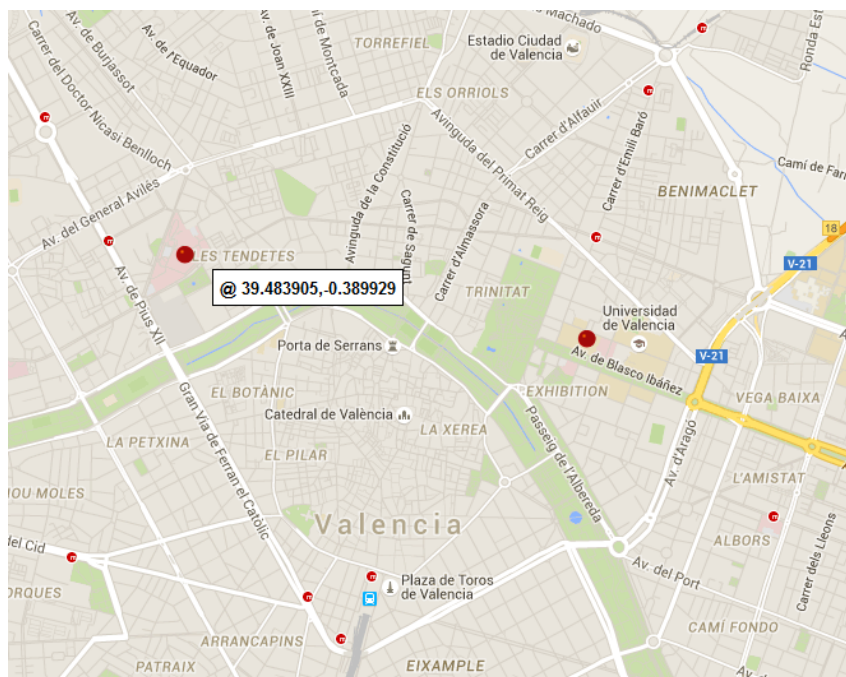 Machado
Ronda Est
TORREFIEL
Estadio Ciudad
de Valencia
Carrer del Doctor Nicasi Benlloch
Av. de Burjassot
Av. de l'Equador
Av. de Joan XXIII
í de Montcada
ELS ORRIOLS
Carrer d'Alfauir
Avinguda del Primat Reig
Carrer d'Emili Baró
Camí de Farr
BENIMACLET
Av. del General Avilés
Avinguda de la Constitució
Carrer de Sagunt
Carrer d'Almassora
18
V-21
LES TENDETES
@ 39.483905,-0.389929
TRINITAT
Av. de Pius XII
Universidad
de Valencia
Porta de Serrans
V-21
Av. de Blasco Ibáñez
EL BOTÀNIC
EXHIBITION
VEGA BAIXA
Catedral de València
LA XEREA
LA PETXINA
EL PILAR
Gran Via de Ferran el Catòlic
Passeig de l'Albereda
Av. d'Aragó
L'AMISTAT
NOU MOLES
Valencia
ALBORS
Carrer dels Lleons
del Cid
Av. del Port
Plaza de Toros
de Valencia
ORQUES
ARRANCAPINS
CAMÍ FONDO
PATRAIX
EIXAMPLE
Av. d